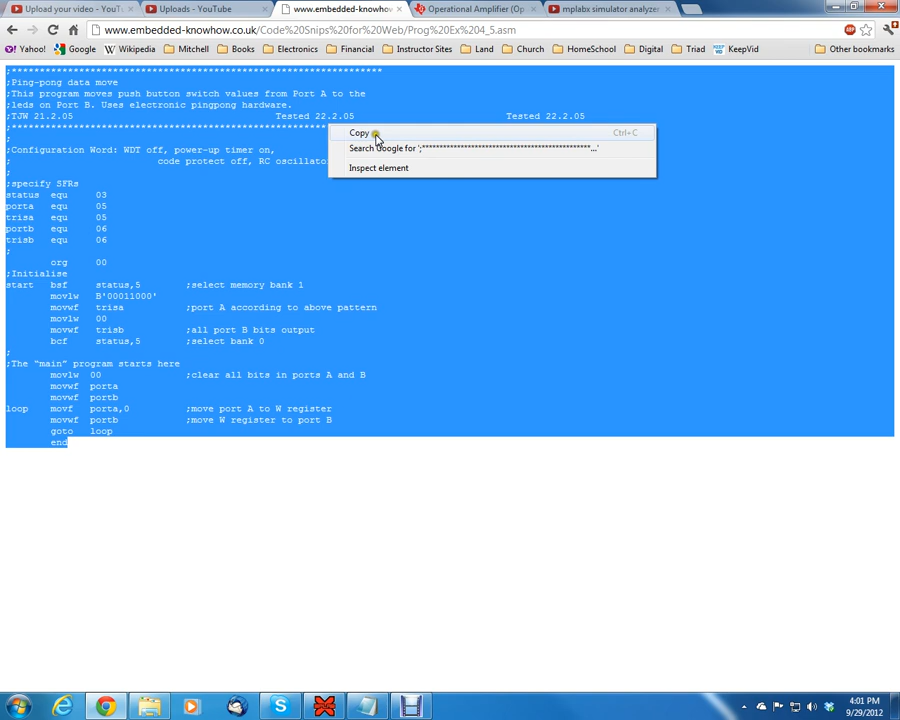 Upload your video - YouTu
Uploads - YouTube
www.embedded-knowhow.co
Operational Amplifier (Op
mplabx simulator analyzer
www.embedded-knowhow.co.uk/Code%20Snips%20for%20Web/Prog%20Ex%204_5.asm
Yahoo! Google Wikipedia Mitchell Books Electronics Financial Instructor Sites Land Church HomeSchool Digital Triad KeepVid Other bookmarks
;Ping-pong data move
;This program moves push button switch values from Port A to the
;leds on Port B. Uses electronic pingpong hardware.
;TJW 21.2.05 Tested 22.2.05 Tested 22.2.05
;
;Configuration Word: WDT off, power-up timer on,
; code protect off, RC oscillato
;
;specify SFRs
status equ 03
porta equ 05
trisa equ 05
portb equ 06
trisb equ 06
;
org 00
;Initialise
start bsf status,5 ;select memory bank 1
movlw B'00011000'
movwf trisa ;port A according to above pattern
movlw 00
movwf trisb ;all port B bits output
bcf status,5 ;select bank 0
;
;The "main" program starts here
movlw 00 ;clear all bits in ports A and B
movwf porta
movwf portb
loop movf porta,0 ;move port A to W register
movwf portb ;move W register to port B
goto loop
end
Copy Ctrl+C
Search Google for ';************************************************...'
Inspect element
4:01 PM
9/29/2012